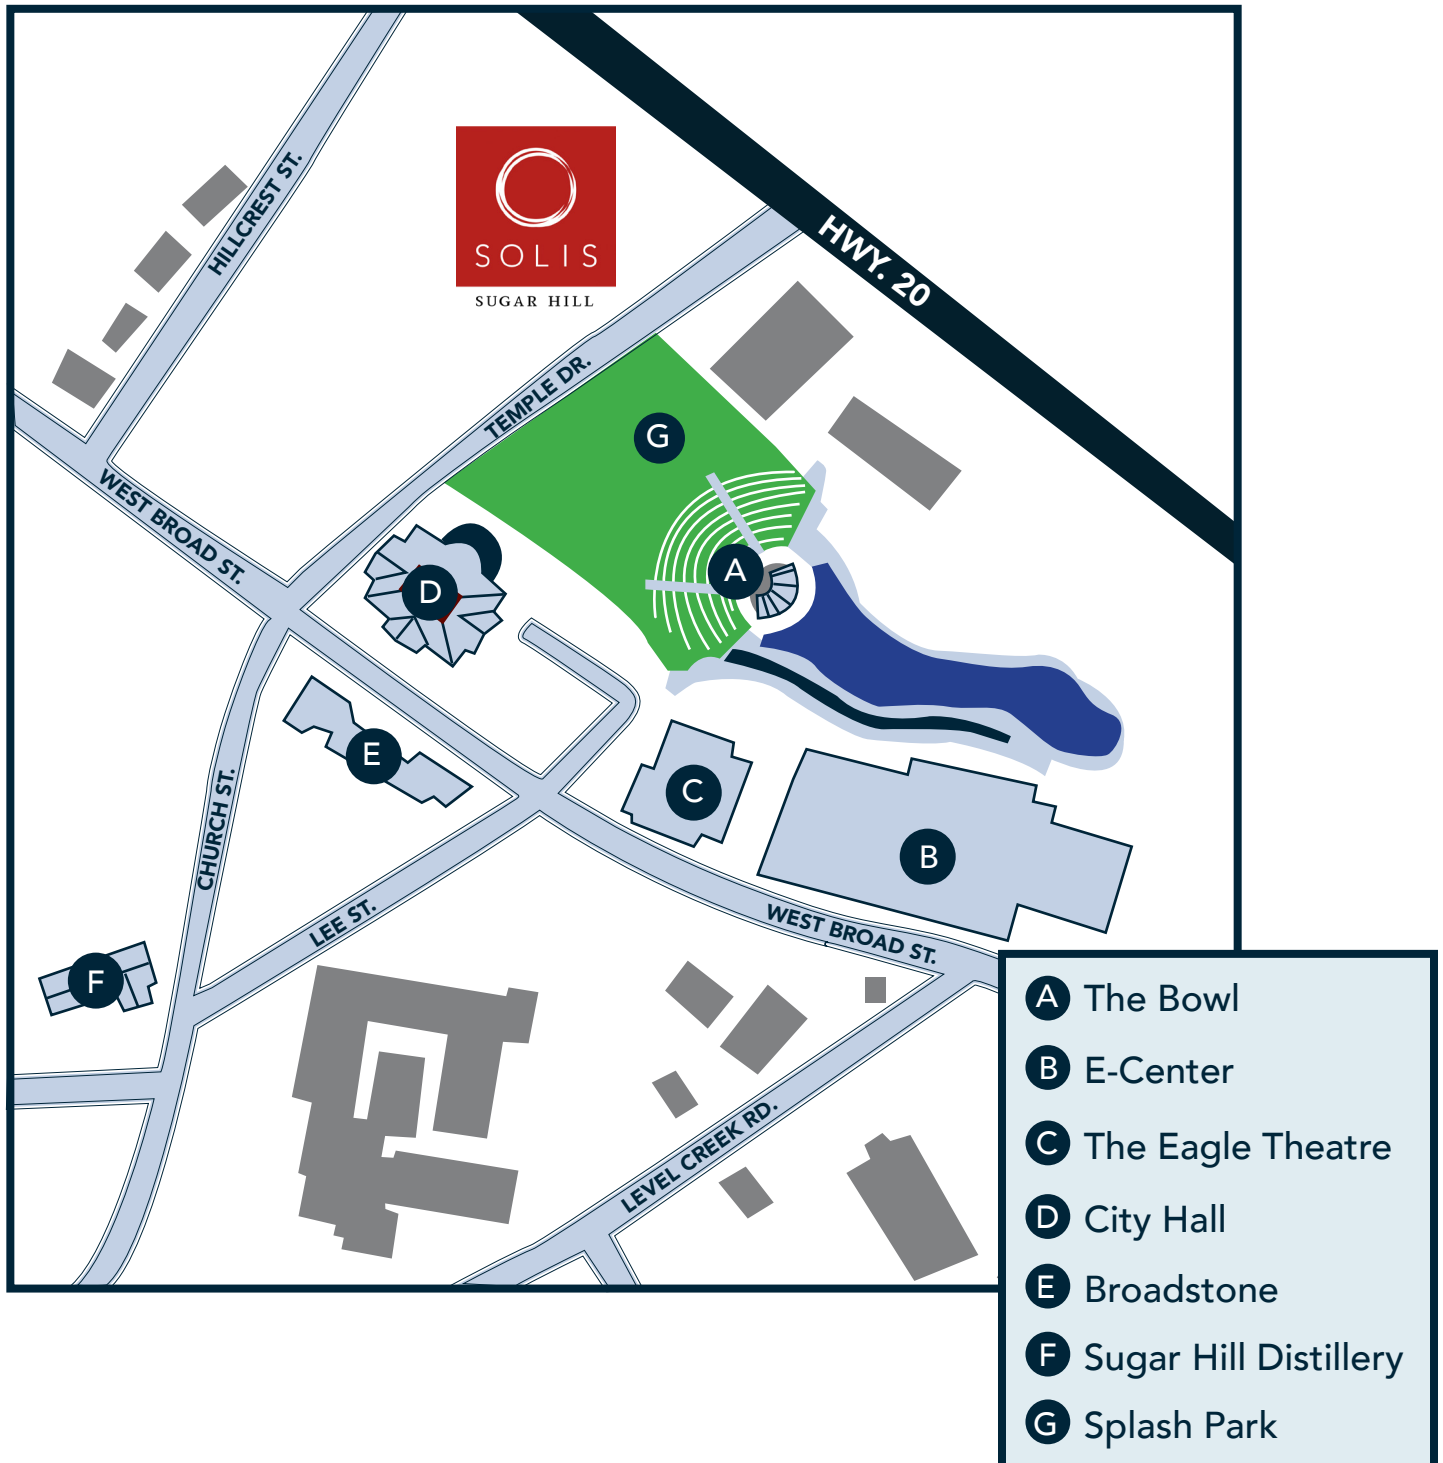 HILLCREST ST.
SOLIS
SUGAR HILL
HWY. 20
TEMPLE DR.
G
WEST BROAD ST.
A
D
E
C
CHURCH ST.
B
LEE ST.
WEST BROAD ST.
F
LEVEL CREEK RD.
A The Bowl
B E-Center
C The Eagle Theatre
D City Hall
E Broadstone
F Sugar Hill Distillery
G Splash Park